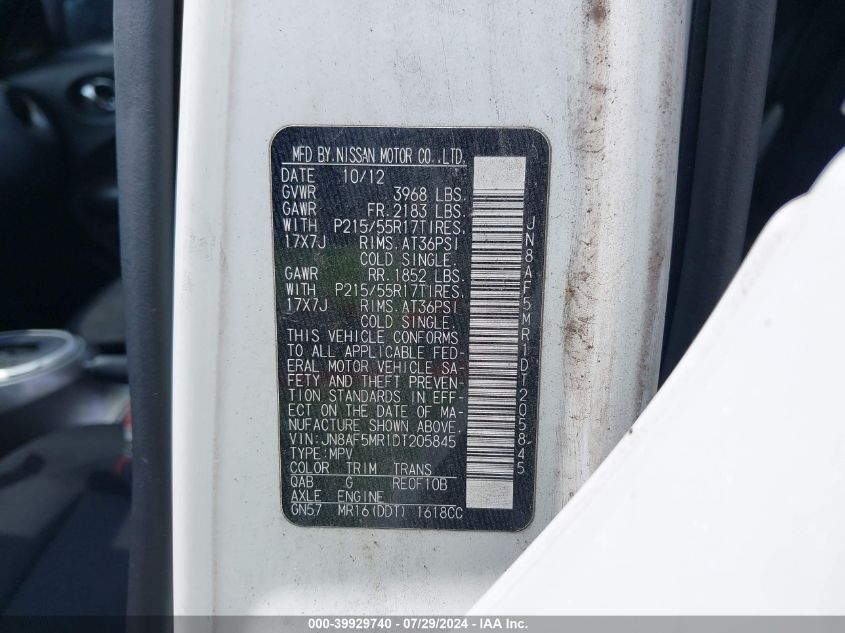 MFD BY.NISSAN MOTOR CO.,LTD.
DATE 10/12
GVWR 3968 LBS.
GAWR FR.2183 LBS.
WITH P215/55R17TIRES,
17X7J RIMS.AT36PSI
COLD SINGLE.
GAWR RR.1852 LBS.
WITH P215/55R17TIRES,
17X7J RIMS.AT36PSI
COLD SINGLE.
THIS VEHICLE CONFORMS
TO ALL APPLICABLE FED-
ERAL MOTOR VEHICLE SA-
FETY AND THEFT PREVEN-
TION STANDARDS IN EFF-
ECT ON THE DATE OF MA-
NUFACTURE SHOWN ABOVE.
VIN:JN8AF5MR1DT205845
TYPE:MPV
COLOR TRIM TRANS
QAB G RE0F10B
AXLE ENGINE
GN57 MR16(DDT) 1618CC
JN8AF5MR1DT205845
000-39929740 - 07/29/2024 - IAA Inc.